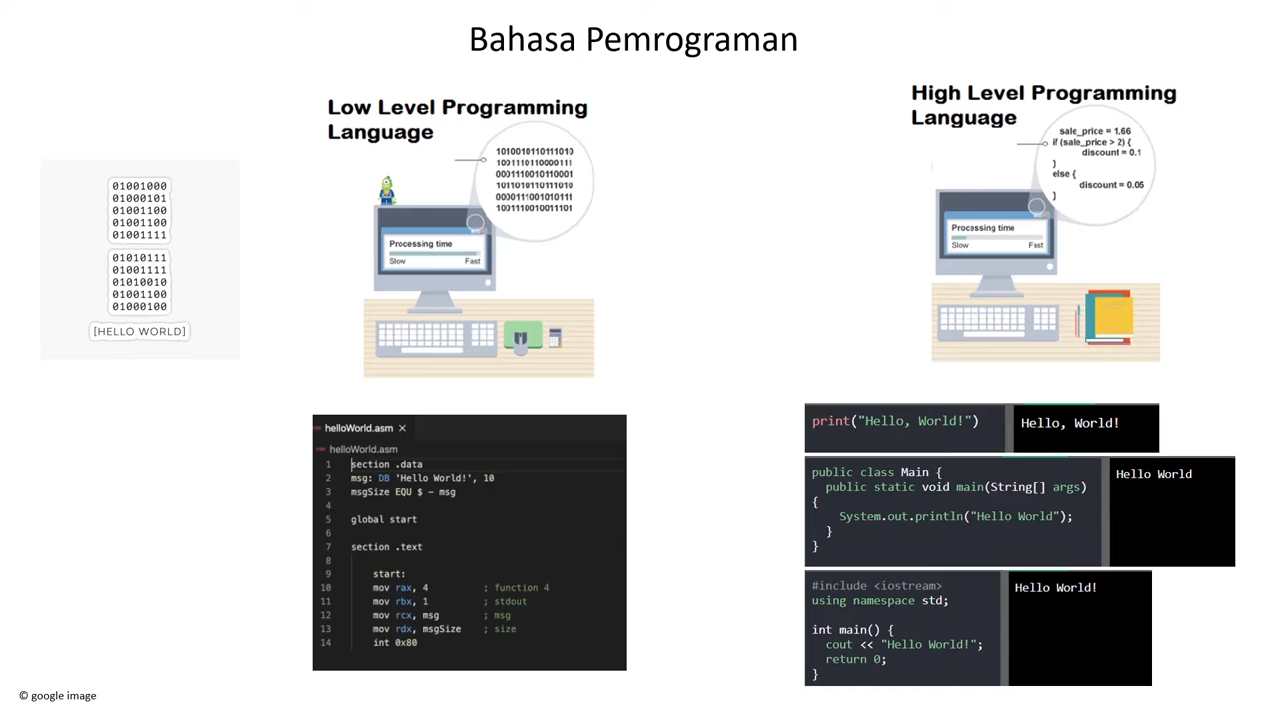 Bahasa Pemrograman
01001000
01000101
01001100
01001100
01001111
01010111
01001111
01010010
01001100
01000100
[HELLO WORLD]
Low Level Programming
Language
1010010110111010
1001110110000111
0001110110110001
1011010110111010
0000111001010111
1001110010011101
Processing time
Slow Fast
High Level Programming
Language
sale_price = 1.66
if (sale_price > 2) {
discount = 0.1
}
else {
discount = 0.05
}
Processing time
Slow Fast
helloWorld.asm ×
helloWorld.asm
1 section .data
2 msg: DB 'Hello World!', 10
3 msgSize EQU $ - msg
4
5 global start
6
7 section .text
8
9 start:
10 mov rax, 4 ; function 4
11 mov rbx, 1 ; stdout
12 mov rcx, msg ; msg
13 mov rdx, msgSize ; size
14 int 0x80
print("Hello, World!") Hello, World!
public class Main {
public static void main(String[] args)
{
System.out.println("Hello World");
}
}
Hello World
#include <iostream>
using namespace std;
int main() {
cout << "Hello World!";
return 0;
}
Hello World!
© google image